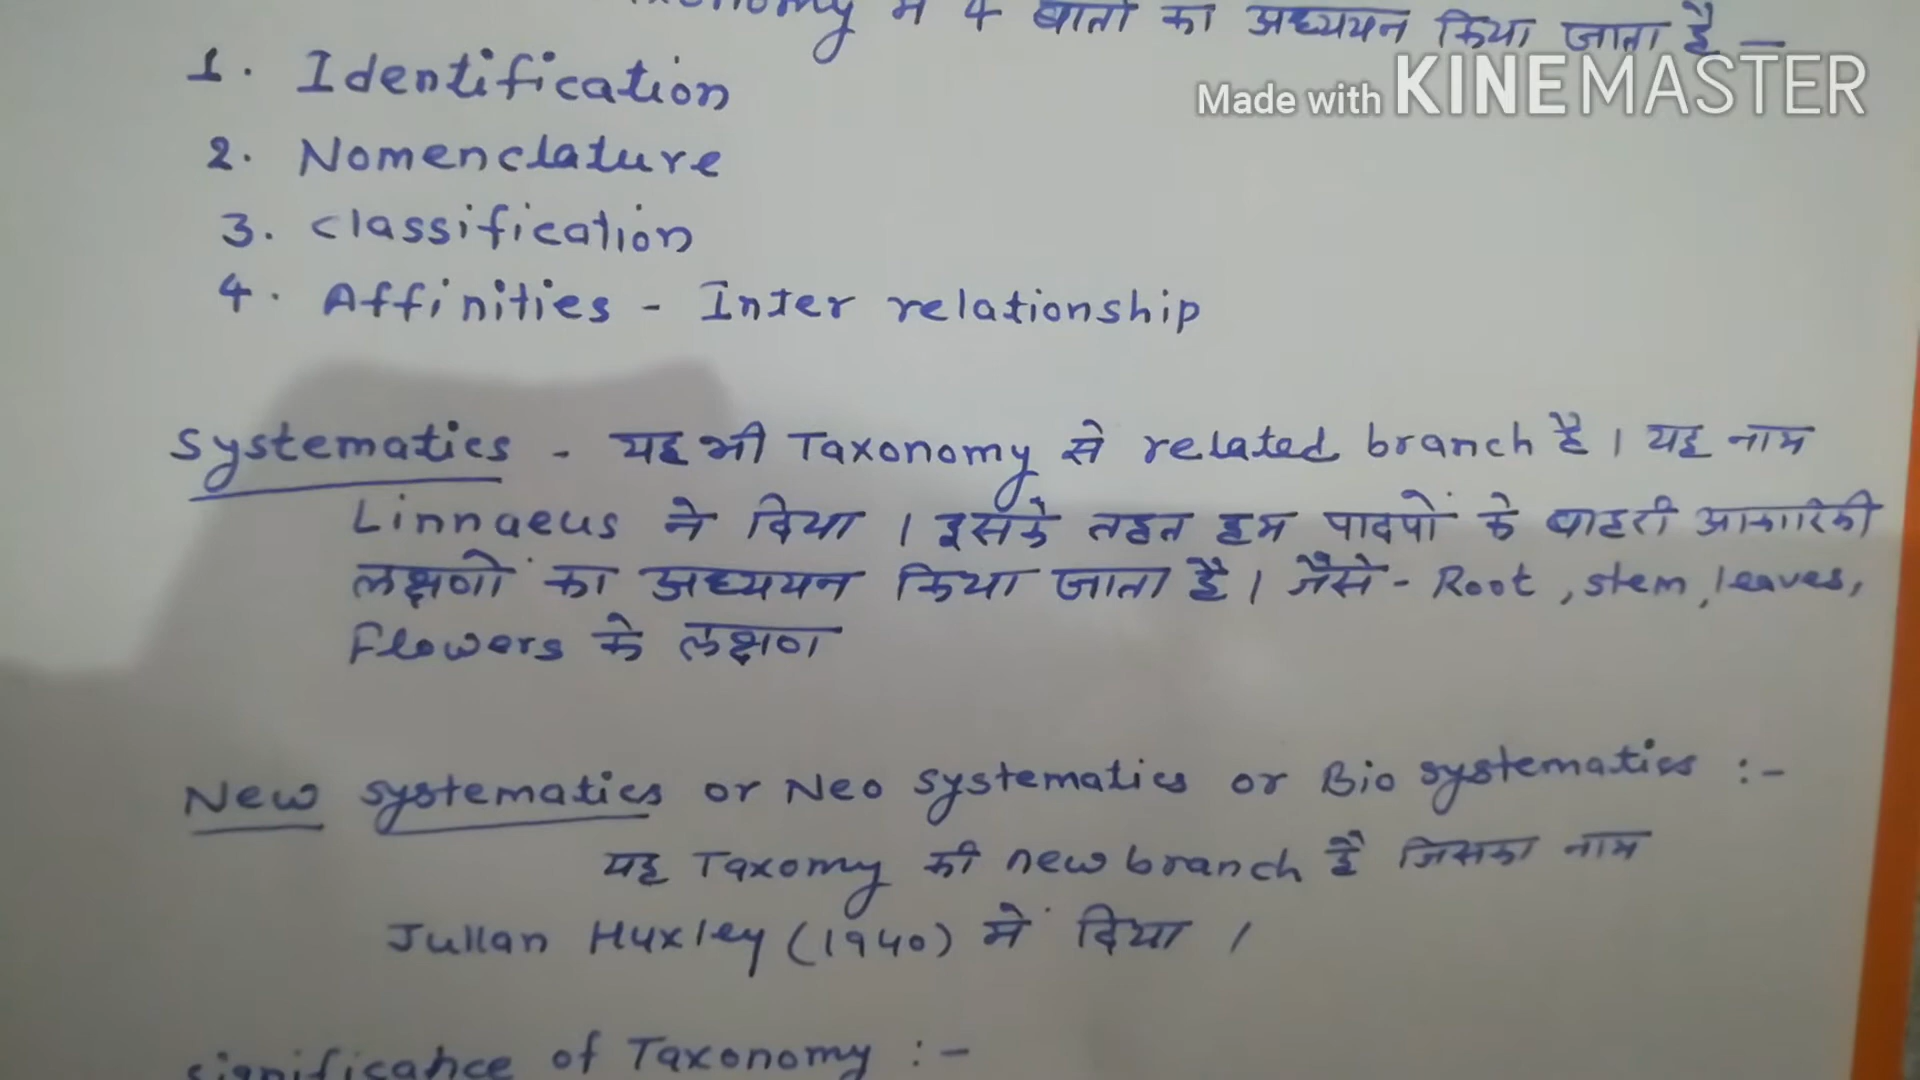 में 4 बातों का अध्ययन किया जाता है –
Made with KINEMASTER
1. Identification
2. Nomenclature
3. classification
4. Affinities - Inter relationship
Systematics - यह भी Taxonomy से related branch है। यह नाम
Linnaeus ने दिया । इसके तहत हम पादपों के बाहरी आकारिकी
लक्षणों का अध्ययन किया जाता है। जैसे - Root, stem, leaves,
Flowers के लक्षण
New systematics or Neo systematics or Bio systematics :-
यह Taxomy की new branch है जिसका नाम
Jullan Huxley (1940) में दिया ।
significance of Taxonomy :-